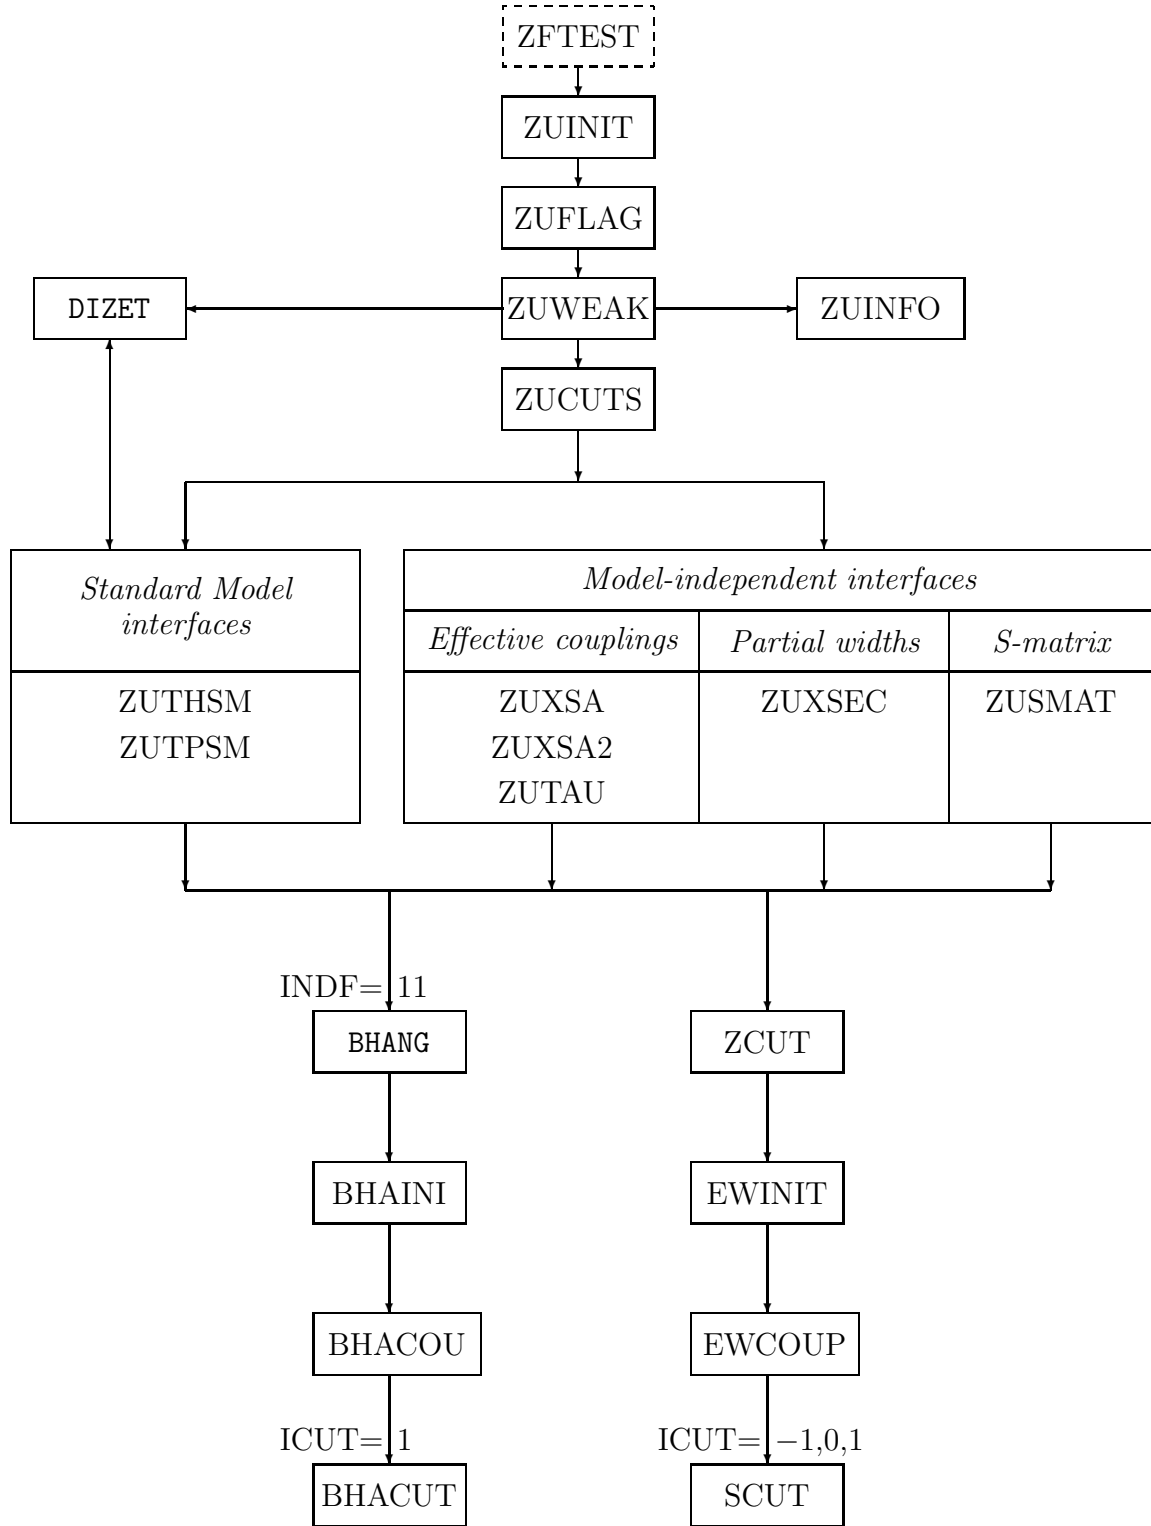 ZFTEST
ZUINIT
ZUFLAG
DIZET
ZUWEAK
ZUINFO
ZUCUTS
Standard Model
interfaces
ZUTHSM
ZUTPSM
Model-independent interfaces
Effective couplings
Partial widths
S-matrix
ZUXSA
ZUXSEC
ZUSMAT
ZUXSA2
ZUTAU
INDF= 11
BHANG
ZCUT
BHAINI
EWINIT
BHACOU
EWCOUP
ICUT= 1
ICUT= −1,0,1
BHACUT
SCUT